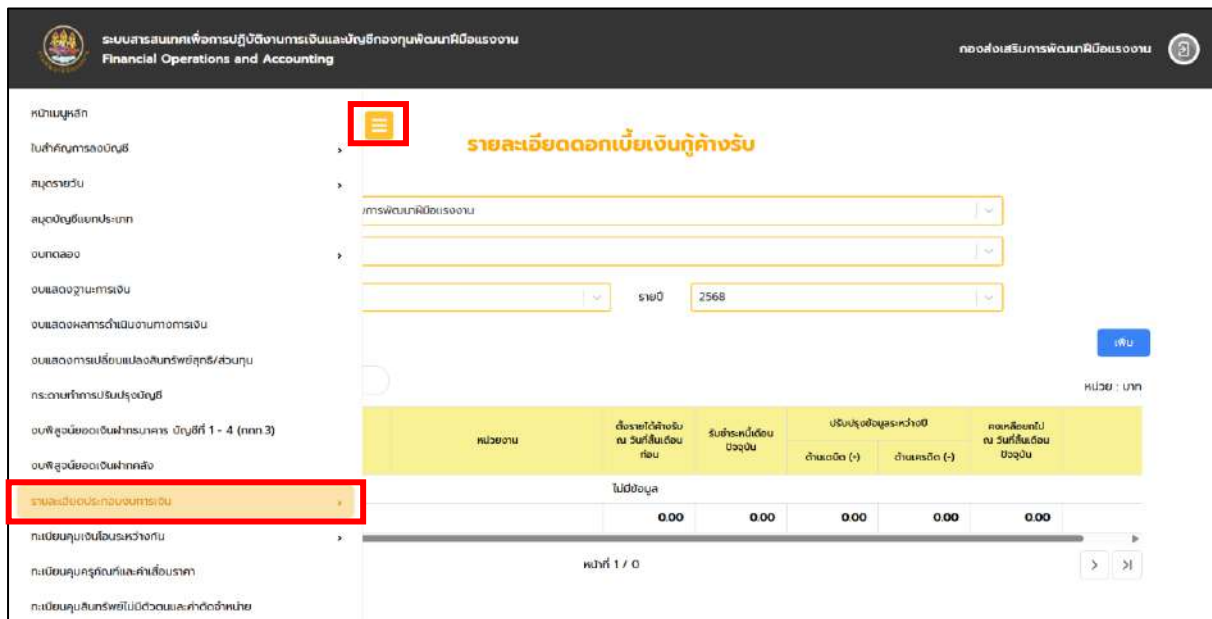 ระบบสารสนเทศเพื่อการปฏิบัติงานการเงินและบัญชีกองทุนพัฒนาฝีมือแรงงาน
Financial Operations and Accounting
กองส่งเสริมการพัฒนาฝีมือแรงงาน
หน้าเมนูหลัก
ใบสำคัญการลงบัญชี
สมุดรายวัน
สมุดบัญชีแยกประเภท
งบทดลอง
งบแสดงฐานะการเงิน
งบแสดงผลการดำเนินงานทางการเงิน
งบแสดงการเปลี่ยนแปลงสินทรัพย์สุทธิ/ส่วนทุน
กระดาษทำการปรับปรุงบัญชี
งบพิสูจน์ยอดเงินฝากธนาคาร บัญชีที่ 1 - 4 (กกท.3)
งบพิสูจน์ยอดเงินฝากคลัง
รายละเอียดประกอบงบการเงิน
ทะเบียนคุมเงินโอนระหว่างกัน
ทะเบียนคุมครุภัณฑ์และค่าเสื่อมราคา
ทะเบียนคุมสินทรัพย์ไม่มีตัวตนและค่าตัดจำหน่าย
รายละเอียดดอกเบี้ยเงินกู้ค้างรับ
การพัฒนาฝีมือแรงงาน
รายปี 2568
เพิ่ม
หน่วย : บาท
หน่วยงาน
ตั้งรายได้ค้างรับ
ณ วันที่สิ้นเดือน
ก่อน
รับชำระหนี้เดือน
ปัจจุบัน
ปรับปรุงข้อมูลระหว่างปี
ด้านเดบิต (+)
ด้านเครดิต (-)
คงเหลือยกไป
ณ วันที่สิ้นเดือน
ปัจจุบัน
ไม่มีข้อมูล
0.00 0.00 0.00 0.00 0.00
หน้าที่ 1 / 0